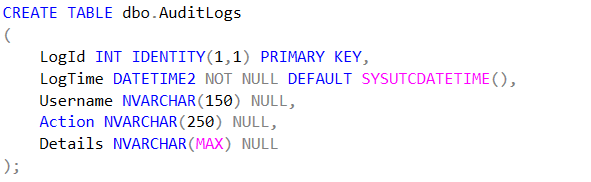 CREATE TABLE dbo.AuditLogs
(
    LogId INT IDENTITY(1,1) PRIMARY KEY,
    LogTime DATETIME2 NOT NULL DEFAULT SYSUTCDATETIME(),
    Username NVARCHAR(150) NULL,
    Action NVARCHAR(250) NULL,
    Details NVARCHAR(MAX) NULL
);